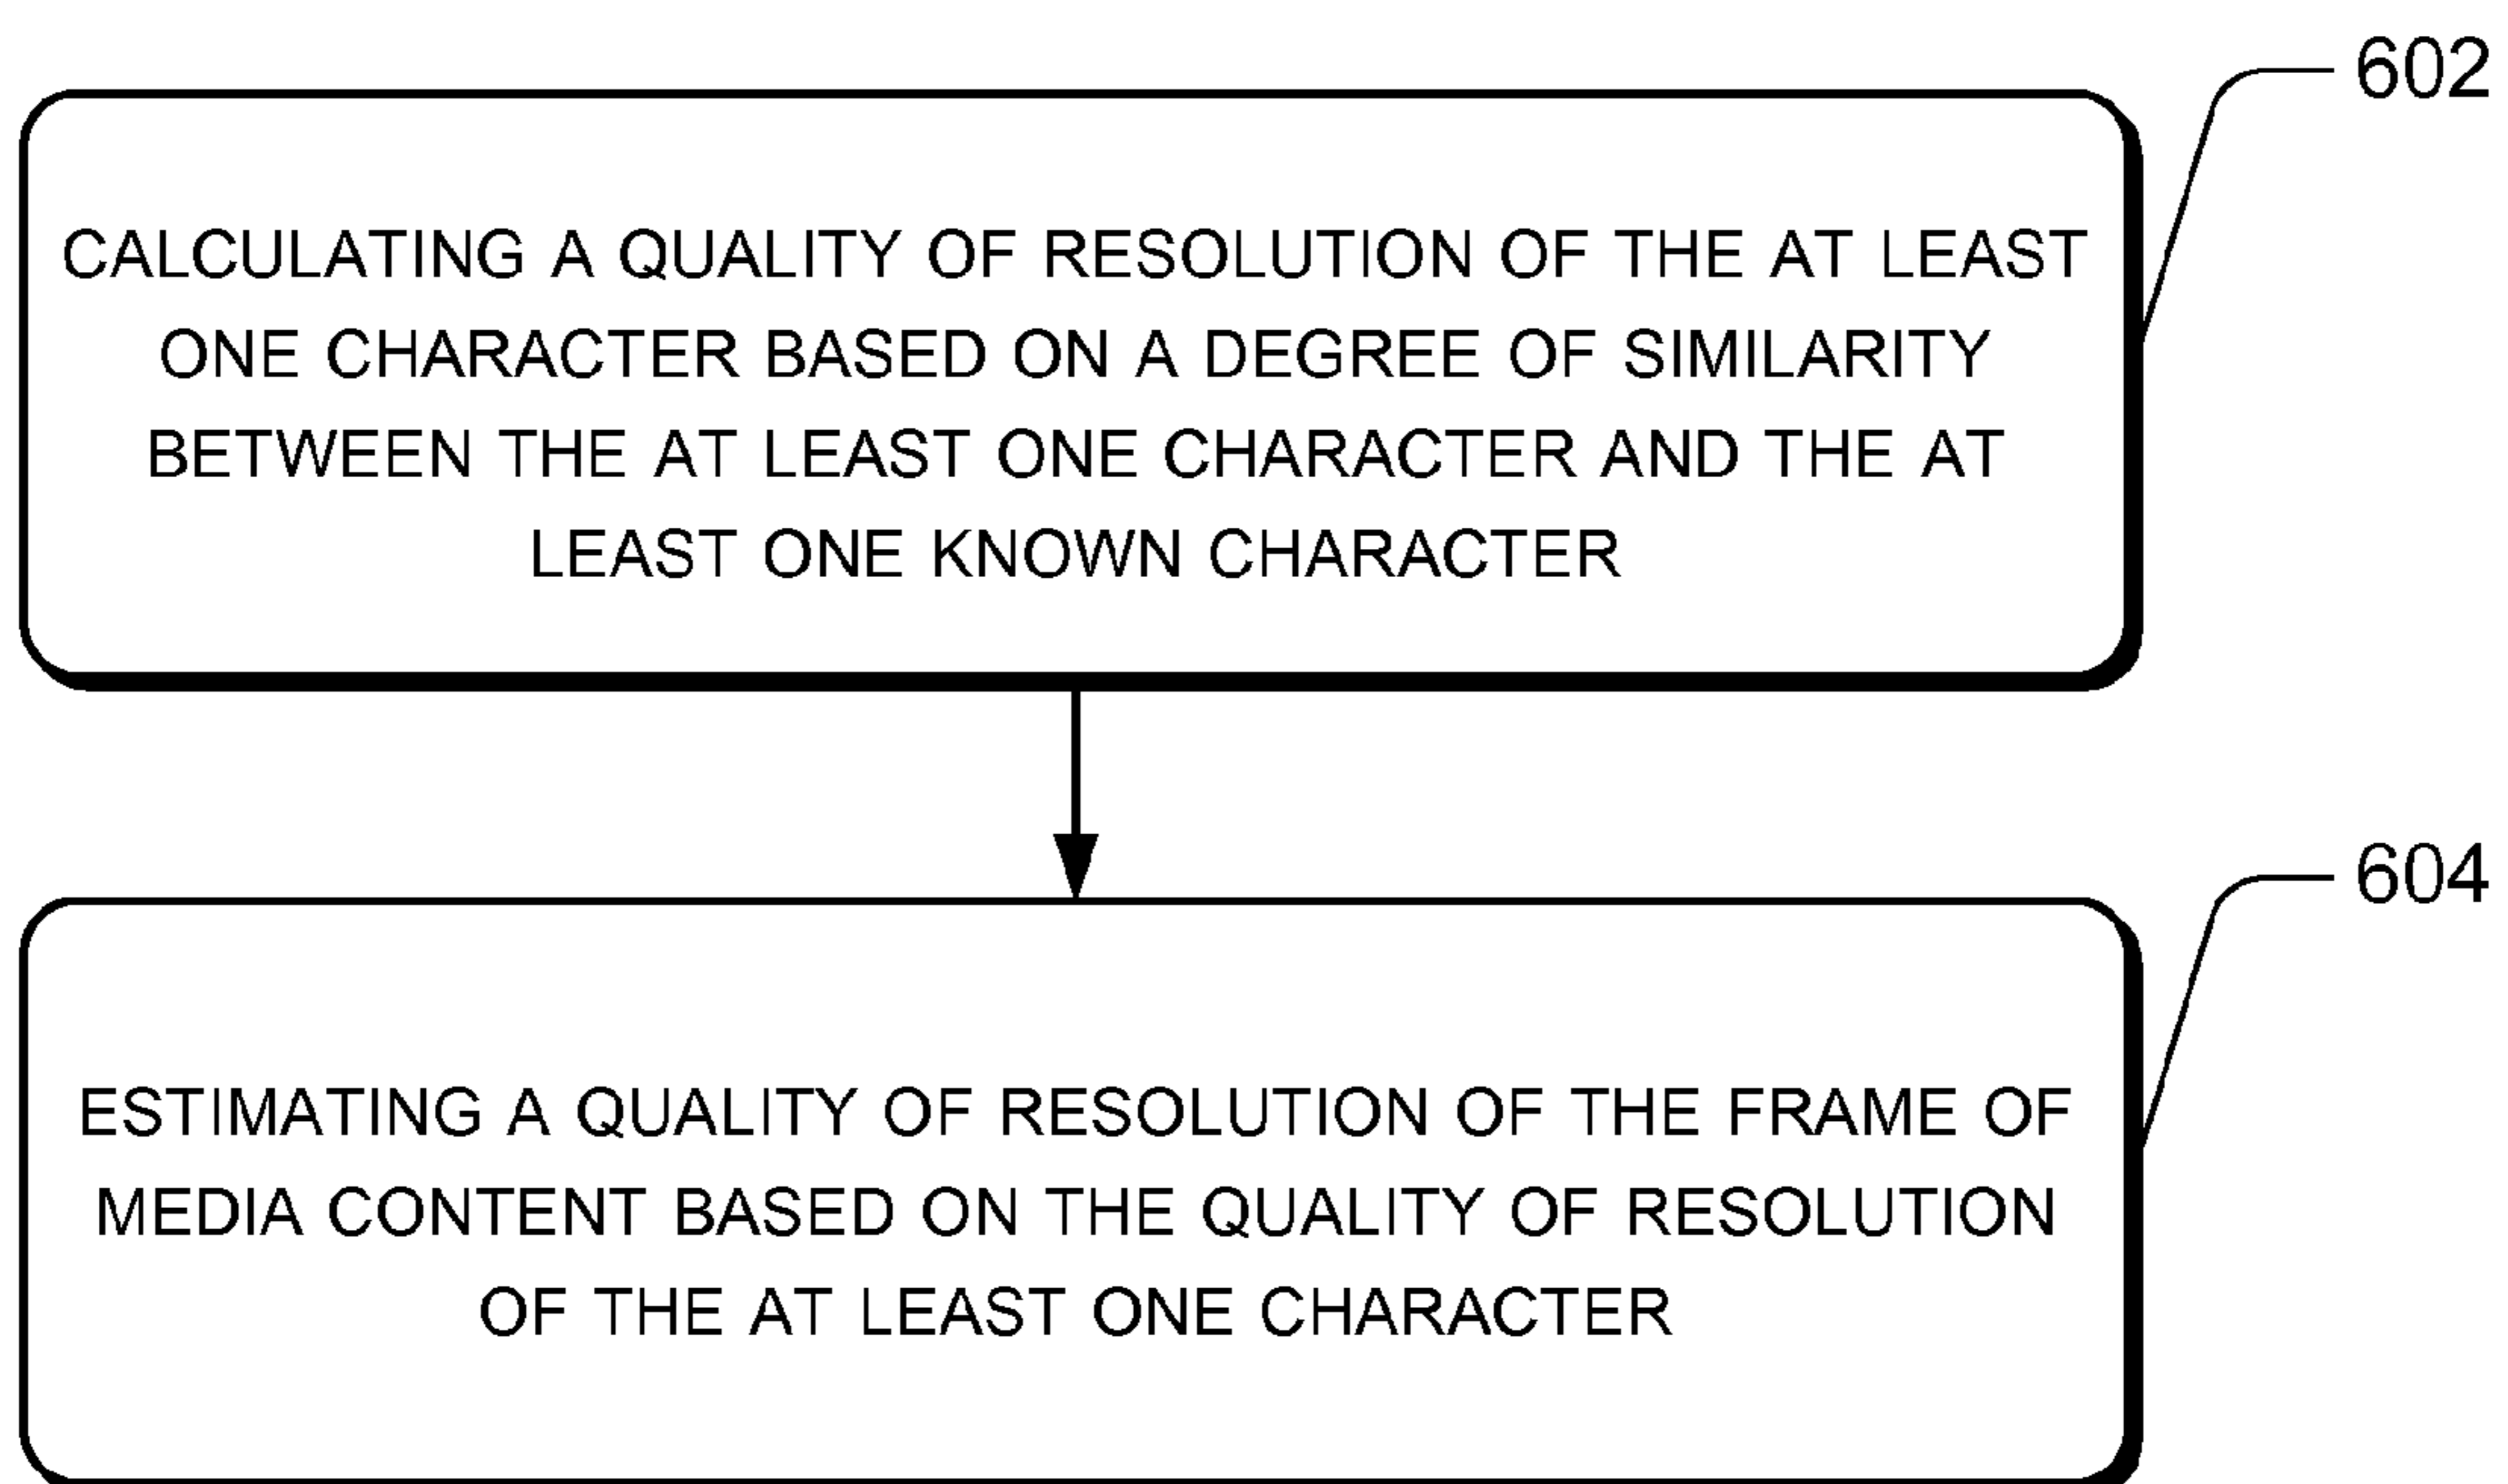 602
CALCULATING A QUALITY OF RESOLUTION OF THE AT LEAST
ONE CHARACTER BASED ON A DEGREE OF SIMILARITY
BETWEEN THE AT LEAST ONE CHARACTER AND THE AT
LEAST ONE KNOWN CHARACTER
604
ESTIMATING A QUALITY OF RESOLUTION OF THE FRAME OF
MEDIA CONTENT BASED ON THE QUALITY OF RESOLUTION
OF THE AT LEAST ONE CHARACTER